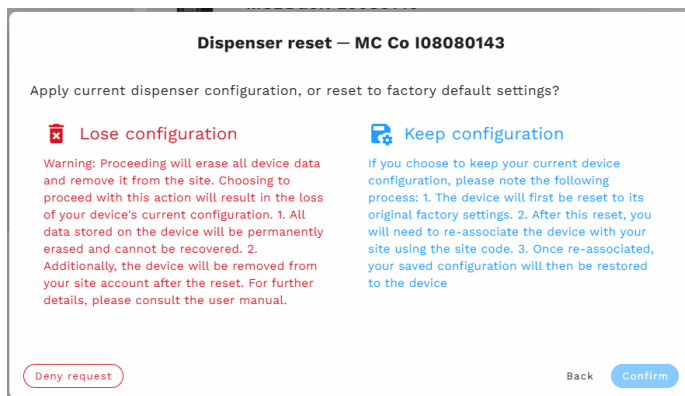 Dispenser reset — MC Co I08080143
Apply current dispenser configuration, or reset to factory default settings?
Lose configuration
Warning: Proceeding will erase all device data
and remove it from the site. Choosing to
proceed with this action will result in the loss
of your device's current configuration. 1. All
data stored on the device will be permanently
erased and cannot be recovered. 2.
Additionally, the device will be removed from
your site account after the reset. For further
details, please consult the user manual.
Keep configuration
If you choose to keep your current device
configuration, please note the following
process: 1. The device will first be reset to its
original factory settings. 2. After this reset, you
will need to re-associate the device with your
site using the site code. 3. Once re-associated,
your saved configuration will then be restored
to the device
Deny request
Back
Confirm